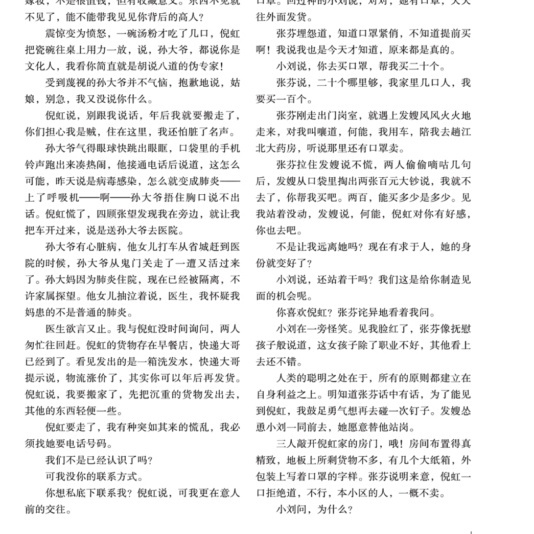 嫁妆，不是很值钱，但有收藏意义。东西不见就
不了了，能不能带我见见你背后的高人？
震惊变为愤怒，一碗汤粉才吃了几口，倪虹
把瓷碗往桌上用力一放，说，孙大爷，都说你是
文化人，我看你简直就是胡说八道的伪专家！
受到蔑视的孙大爷并不气恼，抱歉地说，姑
娘，别急，我又没说你什么。
倪虹说，别跟我说话，年后我就要搬走了，
你们担心我是贼，住在这里，我还怕脏了名声。
孙大爷气得眼球快跳出眼眶，口袋里的手机
铃声跑出来凑热闹，他接通电话后说道，这怎么
可能，昨天说是病毒感染，怎么就变成肺炎——
上了呼吸机——啊——孙大爷捂住胸口说不出
话。倪虹慌了，四顾张望发现我在旁边，就让我
把车开过来，说是送孙大爷去医院。
孙大爷有心脏病，他女儿打车从省城赶到医
院的时候，孙大爷从鬼门关走了一遭又活过来
了。孙大妈因为肺炎住院，现在已经被隔离，不
许家属探望。他女儿抽泣着说，医生，我怀疑我
妈患的不是普通的肺炎。
医生欲言又止。我与倪虹没时间询问，两人
匆忙往回赶。倪虹的货物存在早餐店，快递大哥
已经到了。看见发出的是一箱洗发水，快递大哥
提示说，物流涨价了，其实你可以年后再发货。
倪虹说，我要搬家了，先把沉重的货物发出去，
其他的东西轻便一些。
倪虹要走了，我有种突如其来的慌乱，我必
须找她要电话号码。
我们不是已经认识了吗？
可我没你的联系方式。
你想私底下联系我？倪虹说，可我更在意人
前的交往。
口罩。回过神的小刘说，对对，她有口罩，天天
往外面发货。
张芬埋怨道，知道口罩紧俏，不知道提前买
啊！我说我也是今天才知道，原来都是真的。
小刘说，你去买口罩，帮我买二十个。
张芬说，二十个哪里够，我家里几口人，我
要买一百个。
张芬刚走出门岗室，就遇上发嫂风风火火地
走来，对我叫嚷道，何能，我用车，陪我去趟江
北大药房，听说那里还有口罩卖。
张芬拉住发嫂说不慌，两人偷偷嘀咕几句
后，发嫂从口袋里掏出两张百元大钞说，我就不
去了，你帮我买吧。两百，能买多少是多少。见
我站着没动，发嫂说，何能，倪虹对你有好感，
你也去吧。
不是让我远离她吗？现在有求于人，她的身
份就变好了？
小刘说，还站着干吗？我们这是给你制造见
面的机会呢。
你喜欢倪虹？张芬诧异地看着我问。
小刘在一旁怪笑。见我脸红了，张芬像抚慰
孩子般说道，这女孩子除了职业不好，其他看上
去还不错。
人类的聪明之处在于，所有的原则都建立在
自身利益之上。明知道张芬话中有话，为了能见
到倪虹，我鼓足勇气想再去碰一次钉子。发嫂怂
恿小刘一同前去，她愿意替他站岗。
三人敲开倪虹家的房门，哦！房间布置得真
精致，地板上所剩货物不多，有几个大纸箱，外
包装上写着口罩的字样。张芬说明来意，倪虹一
口拒绝道，不行，本小区的人，一概不卖。
小刘问，为什么？